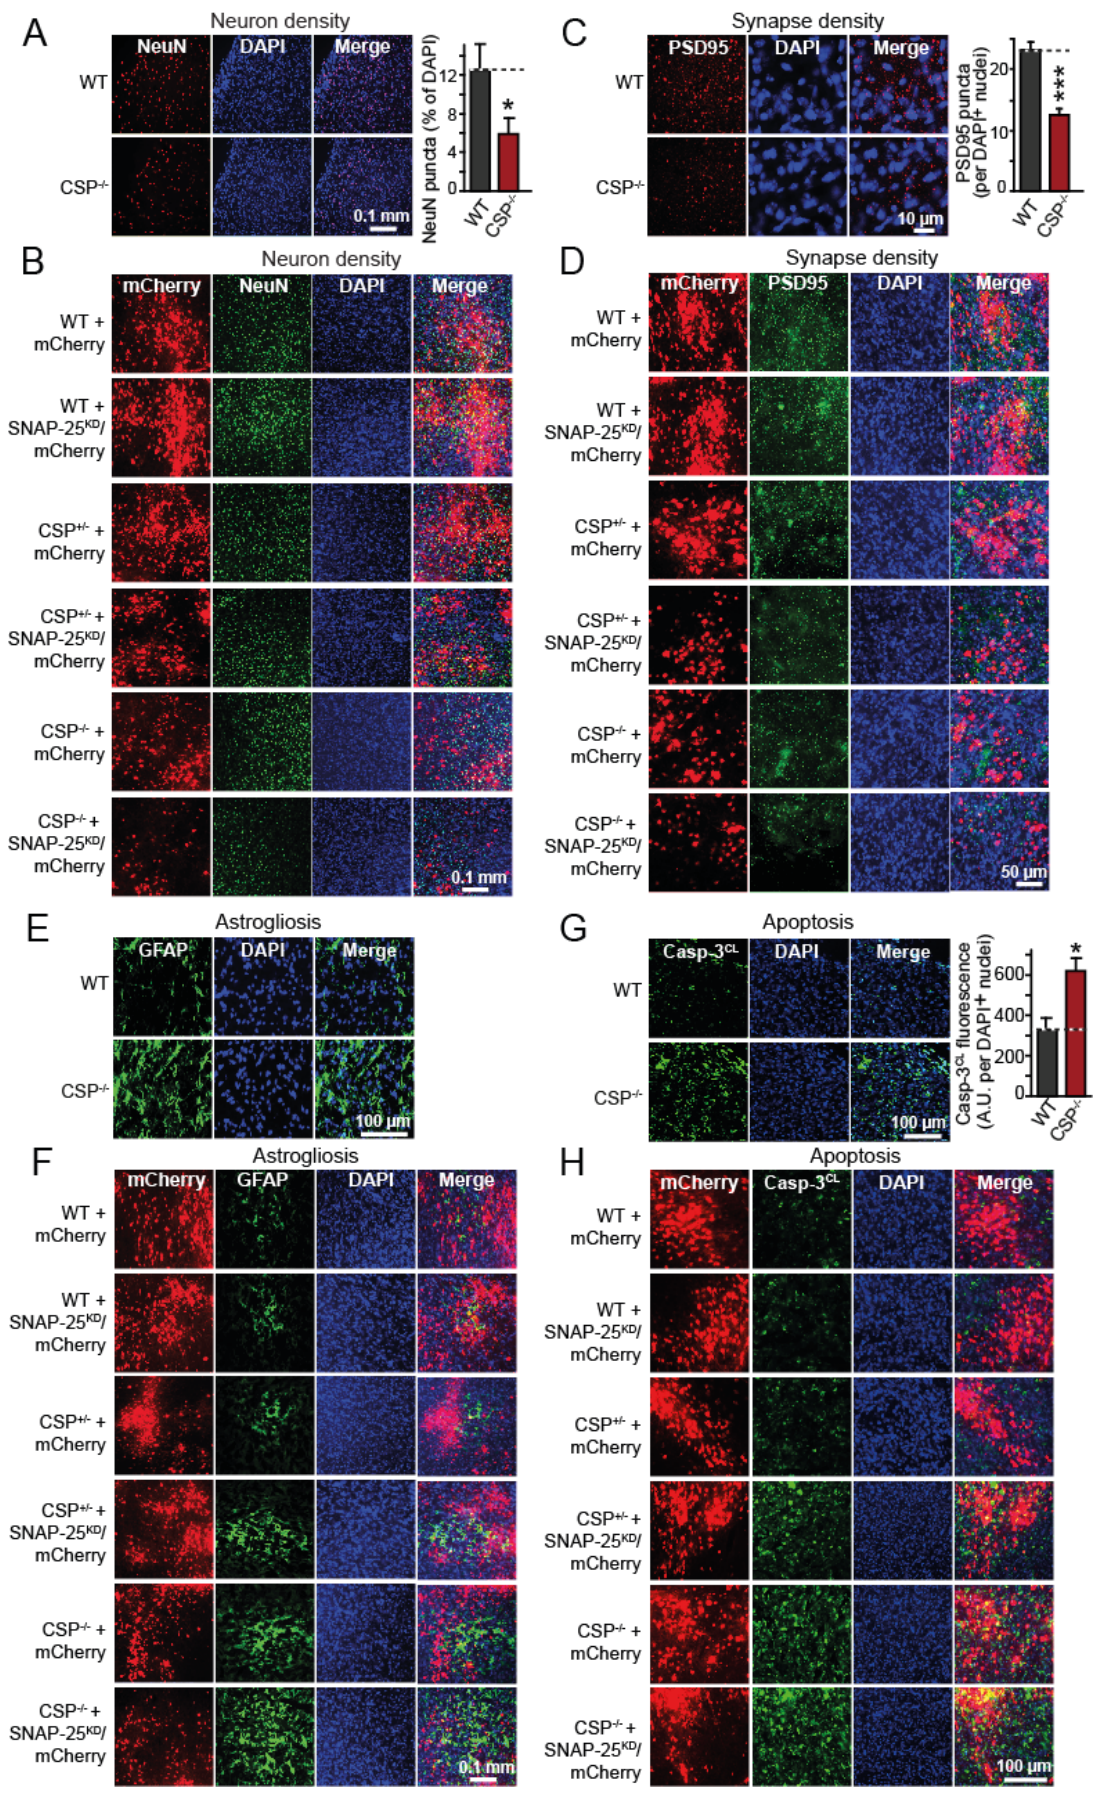 A
Neuron density
NeuN
DAPI
Merge
WT
CSP-/-
0.1 mm
NeuN puncta (% of DAPI)
12
8
4
0
*
WT
CSP-/-
C
Synapse density
PSD95
DAPI
Merge
WT
CSP-/-
10 µm
PSD95 puncta
(per DAPI+ nuclei)
20
10
0
***
WT
CSP-/-
B
Neuron density
mCherry
NeuN
DAPI
Merge
WT +
mCherry
WT +
SNAP-25KD/
mCherry
CSP+/- +
mCherry
CSP+/- +
SNAP-25KD/
mCherry
CSP-/- +
mCherry
CSP-/- +
SNAP-25KD/
mCherry
0.1 mm
D
Synapse density
mCherry
PSD95
DAPI
Merge
WT +
mCherry
WT +
SNAP-25KD/
mCherry
CSP+/- +
mCherry
CSP+/- +
SNAP-25KD/
mCherry
CSP-/- +
mCherry
CSP-/- +
SNAP-25KD/
mCherry
50 µm
E
Astrogliosis
GFAP
DAPI
Merge
WT
CSP-/-
100 µm
G
Apoptosis
Casp-3CL
DAPI
Merge
WT
CSP-/-
100 µm
Casp-3CL fluorescence
(A.U. per DAPI+ nuclei)
600
400
200
0
*
WT
CSP-/-
F
Astrogliosis
mCherry
GFAP
DAPI
Merge
WT +
mCherry
WT +
SNAP-25KD/
mCherry
CSP+/- +
mCherry
CSP+/- +
SNAP-25KD/
mCherry
CSP-/- +
mCherry
CSP-/- +
SNAP-25KD/
mCherry
0.1 mm
H
Apoptosis
mCherry
Casp-3CL
DAPI
Merge
WT +
mCherry
WT +
SNAP-25KD/
mCherry
CSP+/- +
mCherry
CSP+/- +
SNAP-25KD/
mCherry
CSP-/- +
mCherry
CSP-/- +
SNAP-25KD/
mCherry
100 µm